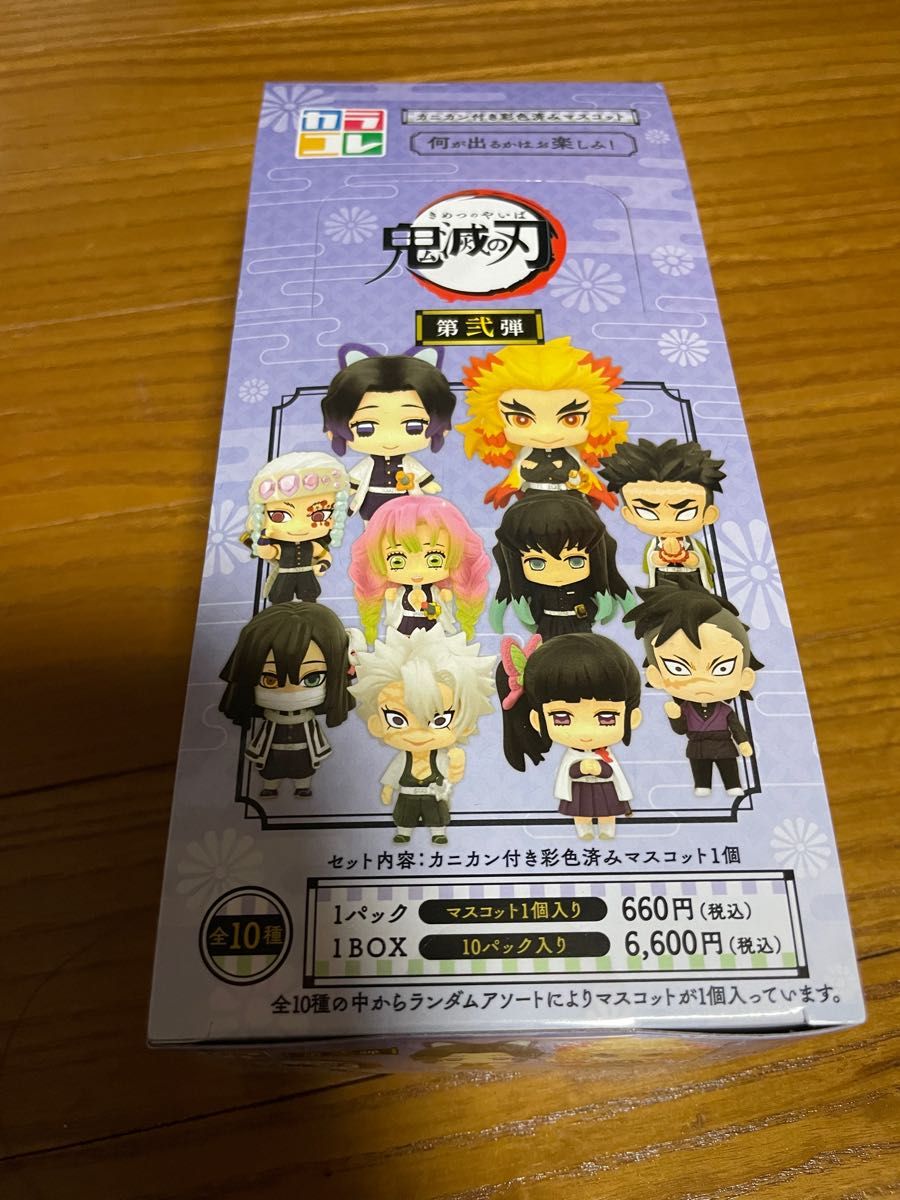 カラ
コレ
カニカン付き彩色済みマスコット
何が出るかはお楽しみ!
きめつのやいば
鬼滅の刃
第弐弾
セット内容:カニカン付き彩色済みマスコット1個
全10種
1パック マスコット1個入り 660円(税込)
1BOX 10パック入り 6,600円(税込)
全10種の中からランダムアソートによりマスコットが1個入っています。